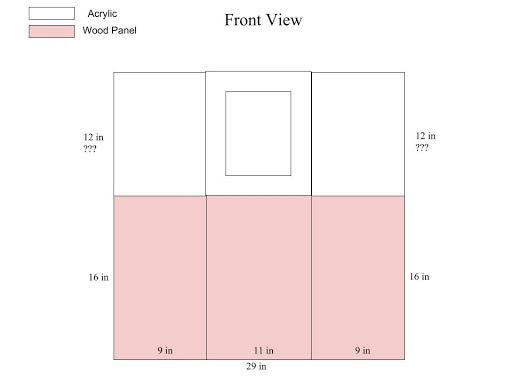 Acrylic
Wood Panel
Front View
12 in
???
12 in
???
16 in
16 in
9 in
11 in
9 in
29 in